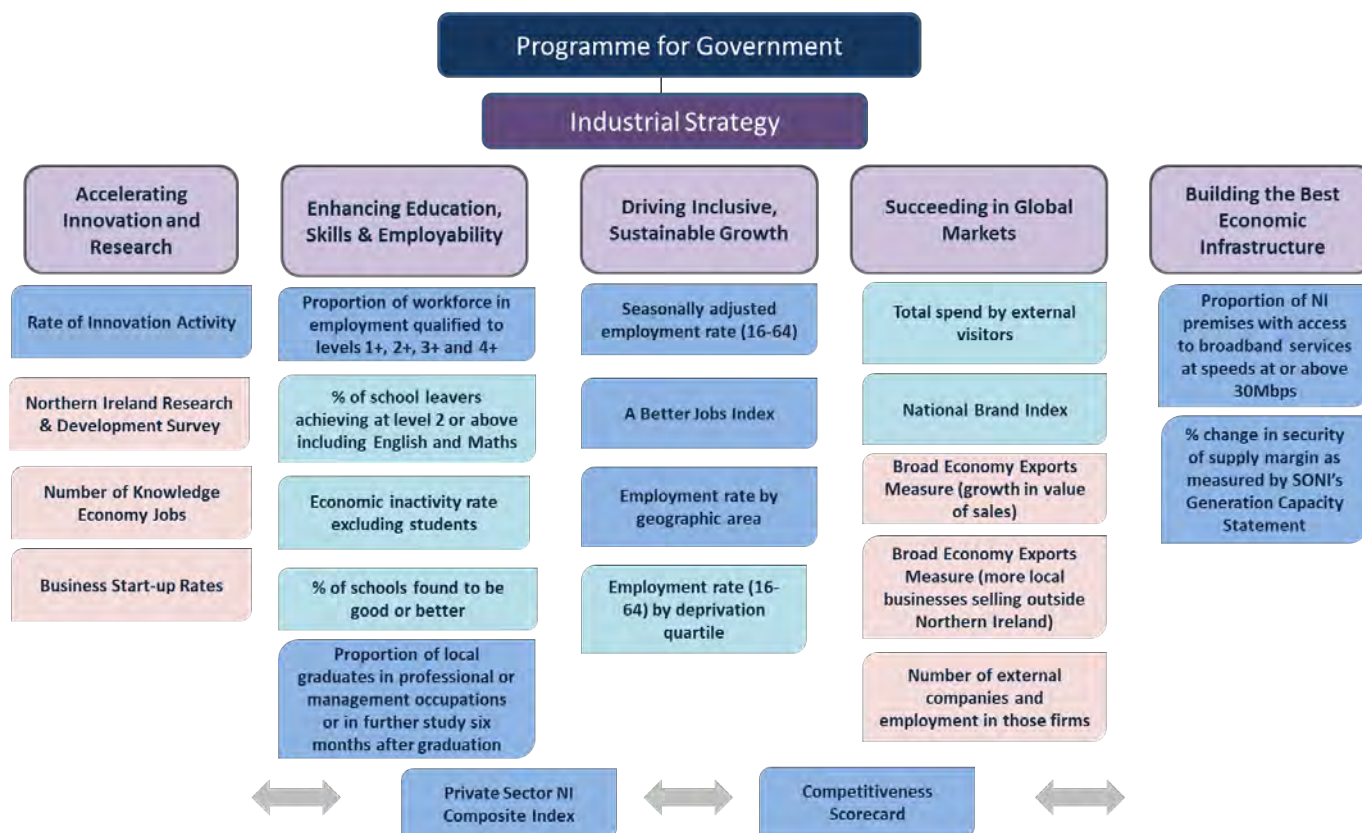 Programme for Government
Industrial Strategy
Accelerating
Innovation and
Research
Rate of Innovation Activity
Northern Ireland Research
& Development Survey
Number of Knowledge
Economy Jobs
Business Start-up Rates
Enhancing Education,
Skills & Employability
Proportion of workforce in
employment qualified to
levels 1+, 2+, 3+ and 4+
% of school leavers
achieving at level 2 or above
including English and Maths
Economic inactivity rate
excluding students
% of schools found to be
good or better
Proportion of local
graduates in professional or
management occupations
or in further study six
months after graduation
Driving Inclusive,
Sustainable Growth
Seasonally adjusted
employment rate (16-64)
A Better Jobs Index
Employment rate by
geographic area
Employment rate (16-
64) by deprivation
quartile
Succeeding in Global
Markets
Total spend by external
visitors
National Brand Index
Broad Economy Exports
Measure (growth in value
of sales)
Broad Economy Exports
Measure (more local
businesses selling outside
Northern Ireland)
Number of external
companies and
employment in those firms
Building the Best
Economic
Infrastructure
Proportion of NI
premises with access
to broadband services
at speeds at or above
30Mbps
% change in security
of supply margin as
measured by SONI's
Generation Capacity
Statement
Private Sector NI
Composite Index
Competitiveness
Scorecard